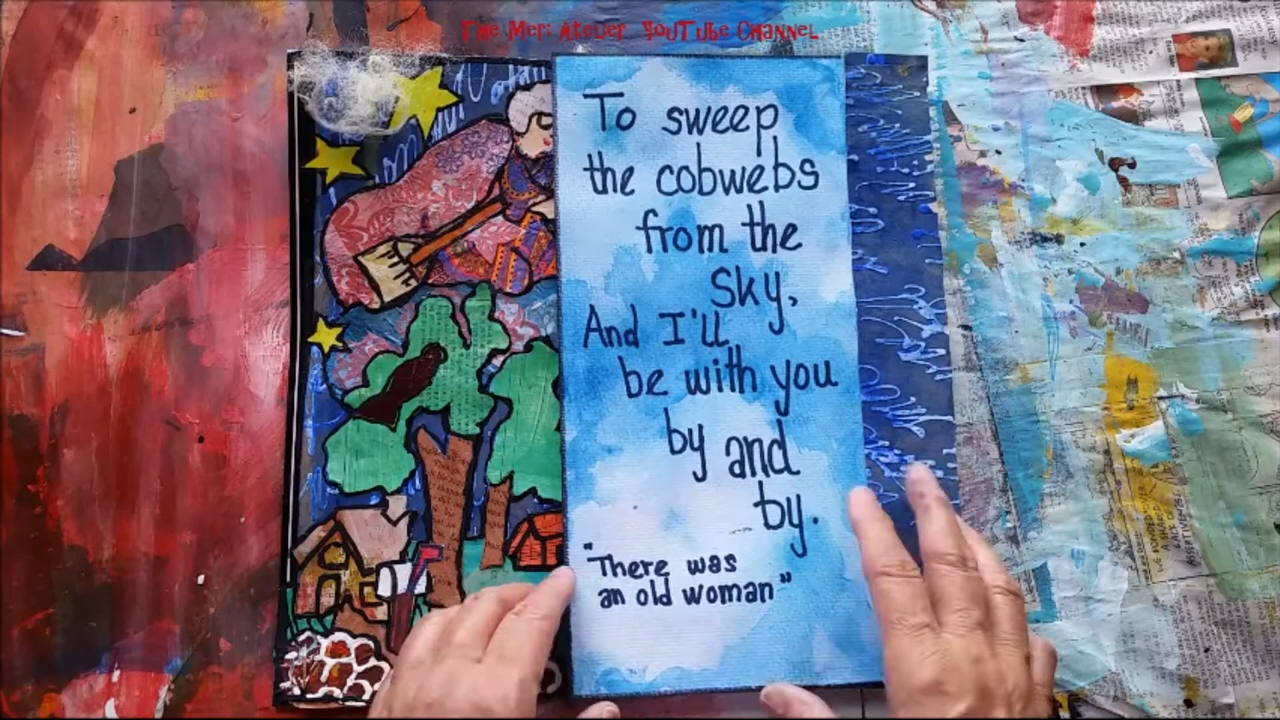 The Meri Atelier YouTube Channel
To sweep
the cobwebs
from the
sky,
And I'll
be with you
by and
by.
"There was
an old woman"